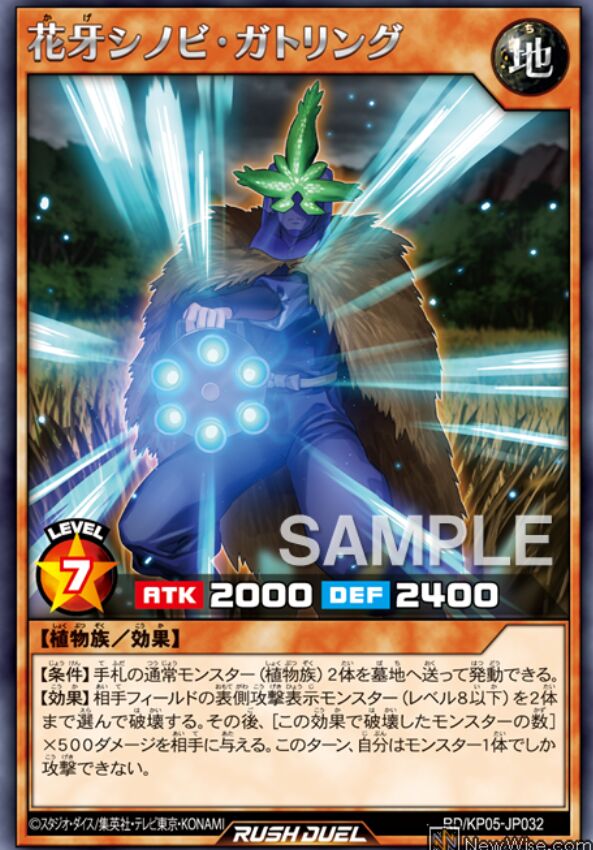 花牙シノビ・ガトリング
地
SAMPLE
LEVEL
7
ATK 2000 DEF 2400
【植物族／効果】
【条件】手札の通常モンスター(植物族)2体を墓地へ送って発動できる。
【効果】相手フィールドの表側攻撃表示モンスター(レベル8以下)を2体
まで選んで破壊する。その後、[この効果で破壊したモンスターの数]
×500ダメージを相手に与える。このターン、自分はモンスター1体でしか
攻撃できない。
©スタジオ・ダイス/集英社・テレビ東京・KONAMI
RUSH DUEL
RD/KP05-JP032
NewWise.com